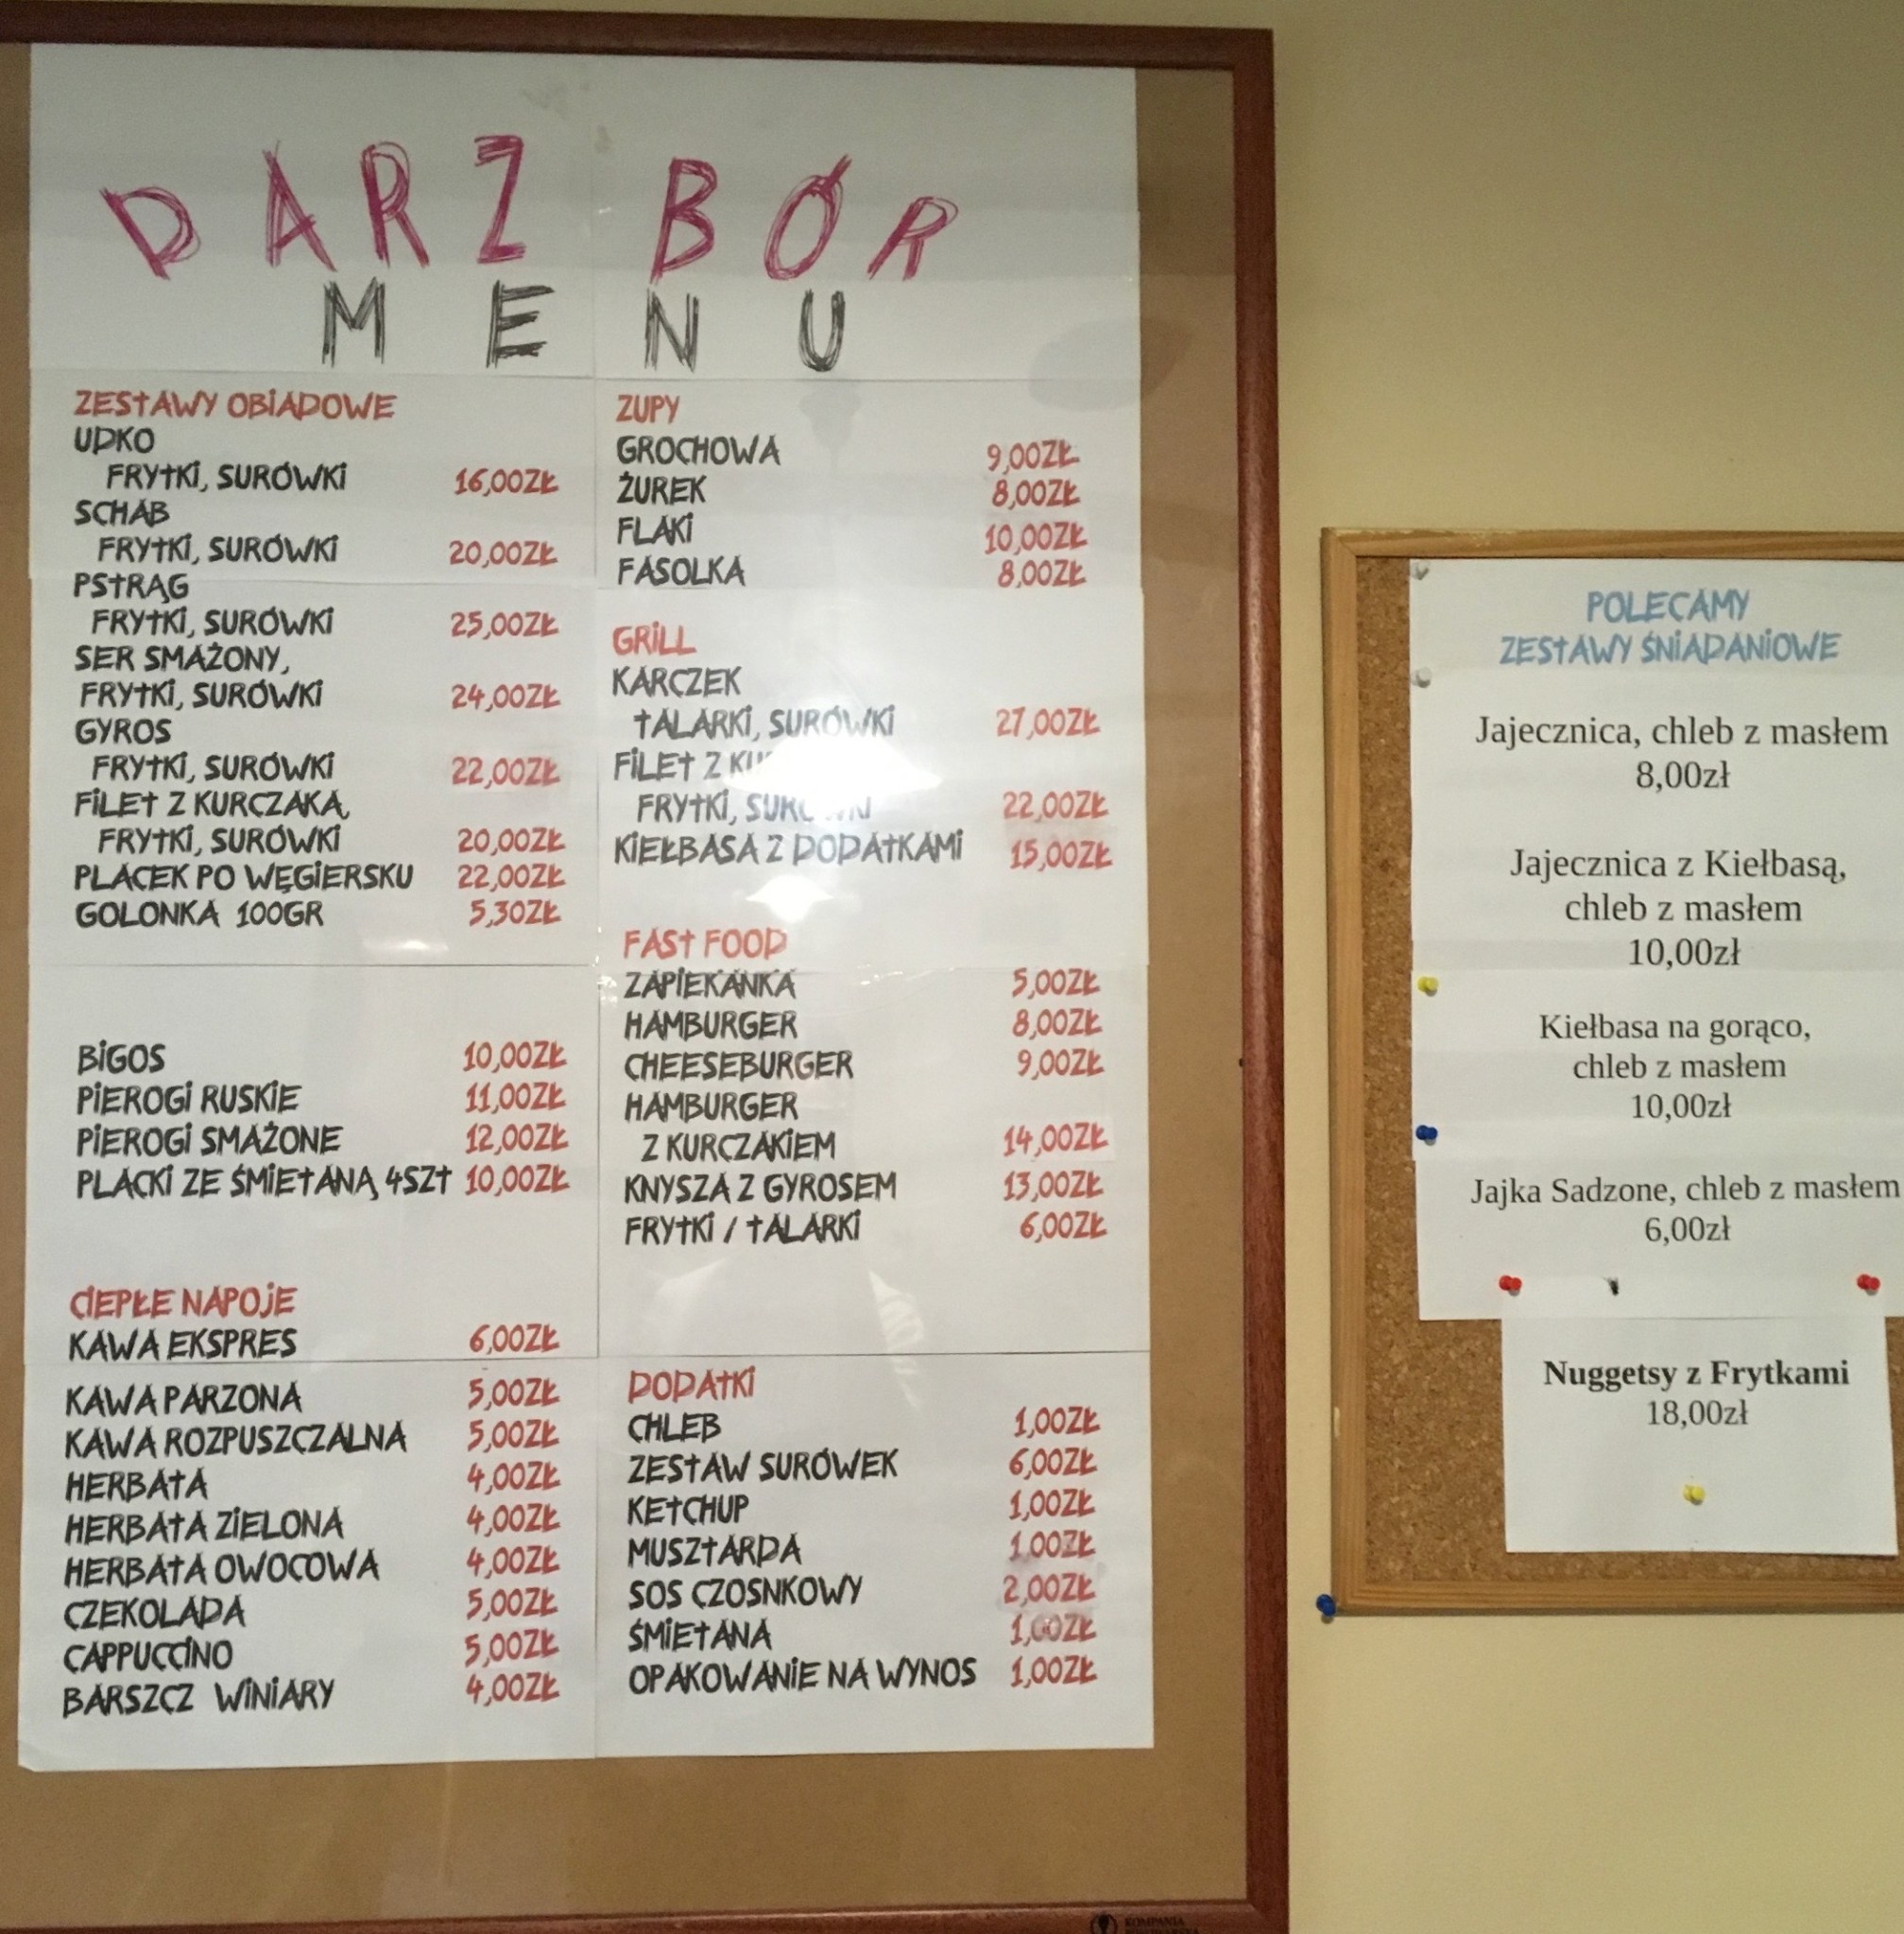 DARZ BÓR
MENU
ZESTAWY OBIADOWE
UDKO
FRYTKI, SURÓWKI 16,00ZŁ
SCHAB
FRYTKI, SURÓWKI 20,00ZŁ
PSTRĄG
FRYTKI, SURÓWKI 25,00ZŁ
SER SMAŻONY,
FRYTKI, SURÓWKI 24,00ZŁ
GYROS
FRYTKI, SURÓWKI 22,00ZŁ
FILET Z KURCZAKA,
FRYTKI, SURÓWKI 20,00ZŁ
PLACEK PO WĘGIERSKU 22,00ZŁ
GOLONKA 100GR 5,30ZŁ
BIGOS 10,00ZŁ
PIEROGI RUSKIE 11,00ZŁ
PIEROGI SMAŻONE 12,00ZŁ
PLACKI ZE ŚMIETANĄ 4SZT 10,00ZŁ
CIEPŁE NAPOJE
KAWA EKSPRES 6,00ZŁ
KAWA PARZONA 5,00ZŁ
KAWA ROZPUSZCZALNA 5,00ZŁ
HERBATA 4,00ZŁ
HERBATA ZIELONA 4,00ZŁ
HERBATA OWOCOWA 4,00ZŁ
CZEKOLADA 5,00ZŁ
CAPPUCCINO 5,00ZŁ
BARSZCZ WINIARY 4,00ZŁ
ZUPY
GROCHOWA 9,00ZŁ
ŻUREK 8,00ZŁ
FLAKI 10,00ZŁ
FASOLKA 8,00ZŁ
GRILL
KARCZEK
TALARKI, SURÓWKI 27,00ZŁ
FILET Z
FRYTKI, SURÓWKI 22,00ZŁ
KIEŁBASA Z DODATKAMI 15,00ZŁ
FAST FOOD
ZAPIEKANKA 5,00ZŁ
HAMBURGER 8,00ZŁ
CHEESEBURGER 9,00ZŁ
HAMBURGER
Z KURCZAKIEM 14,00ZŁ
KNYSZA Z GYROSEM 13,00ZŁ
FRYTKI / TALARKI 6,00ZŁ
DODATKI
CHLEB 1,00ZŁ
ZESTAW SURÓWEK 6,00ZŁ
KETCHUP 1,00ZŁ
MUSZTARDA 1,00ZŁ
SOS CZOSNKOWY 2,00ZŁ
ŚMIETANA 1,00ZŁ
OPAKOWANIE NA WYNOS 1,00ZŁ
KOMPANIA
POLECAMY
ZESTAWY ŚNIADANIOWE
Jajecznica, chleb z masłem
8,00zł
Jajecznica z Kiełbasą,
chleb z masłem
10,00zł
Kiełbasa na gorąco,
chleb z masłem
10,00zł
Jajka Sadzone, chleb z masłem
6,00zł
Nuggetsy z Frytkami
18,00zł